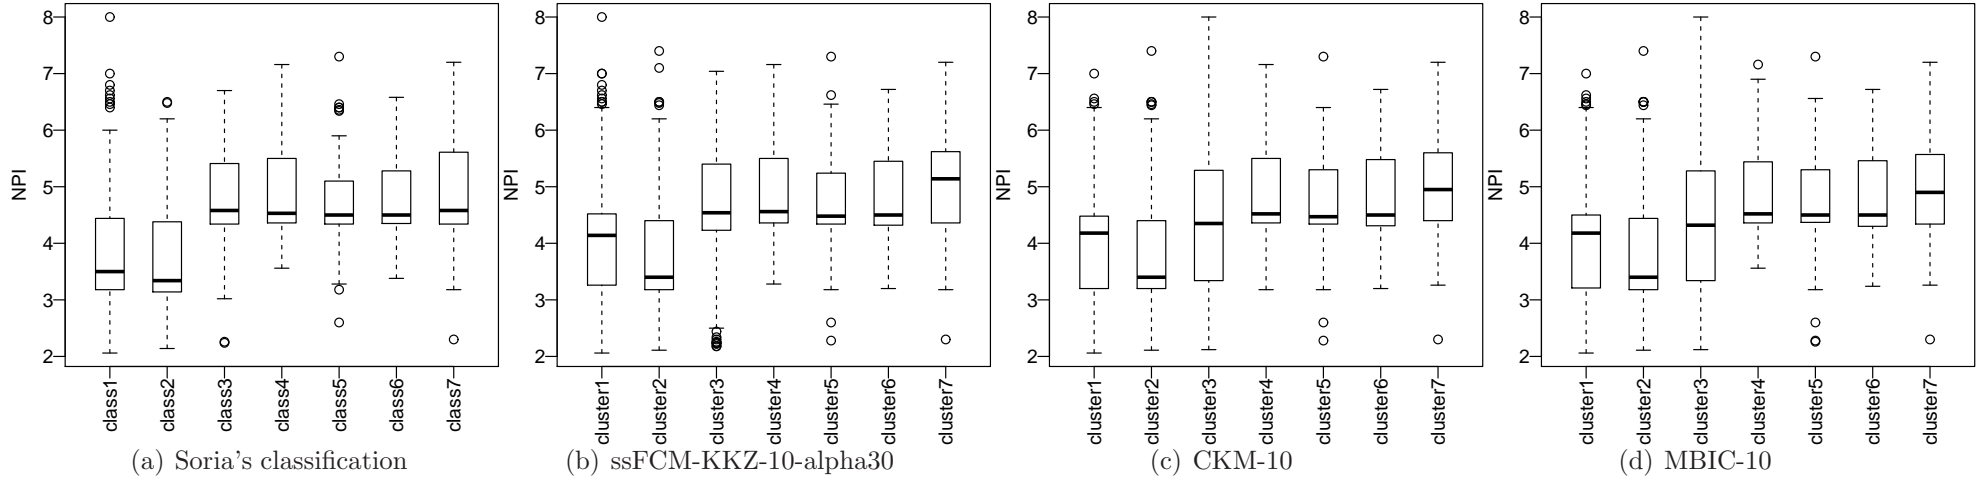 8
7
6
5
4
3
2
NPI
class1
class2
class3
class4
class5
class6
class7
(a) Soria's classification
8
7
6
5
4
3
2
NPI
cluster1
cluster2
cluster3
cluster4
cluster5
cluster6
cluster7
(b) ssFCM-KKZ-10-alpha30
8
7
6
5
4
3
2
NPI
cluster1
cluster2
cluster3
cluster4
cluster5
cluster6
cluster7
(c) CKM-10
8
7
6
5
4
3
2
NPI
cluster1
cluster2
cluster3
cluster4
cluster5
cluster6
cluster7
(d) MBIC-10